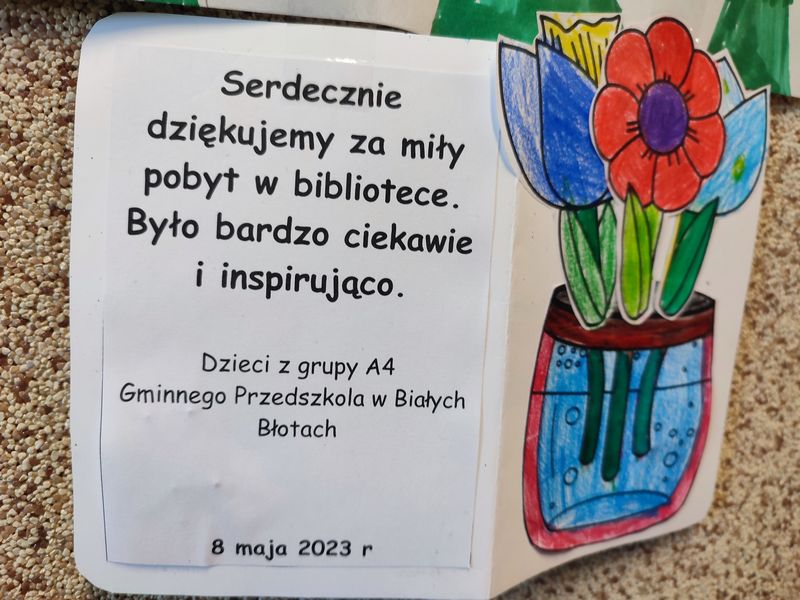 Serdecznie
dziękujemy za miły
pobyt w bibliotece.
Było bardzo ciekawie
i inspirująco.
Dzieci z grupy A4
Gminnego Przedszkola w Białych
Błotach
8 maja 2023 r